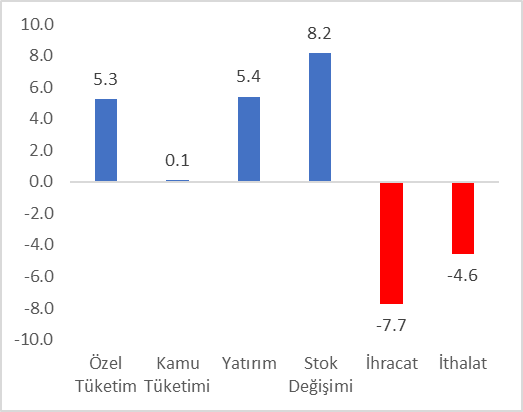 10.0
8.0
6.0
4.0
2.0
0.0
-2.0
-4.0
-6.0
-8.0
-10.0
5.3
0.1
5.4
8.2
-7.7
-4.6
Özel
Tüketim
Kamu
Tüketimi
Yatırım
Stok
Değişimi
İhracat
İthalat